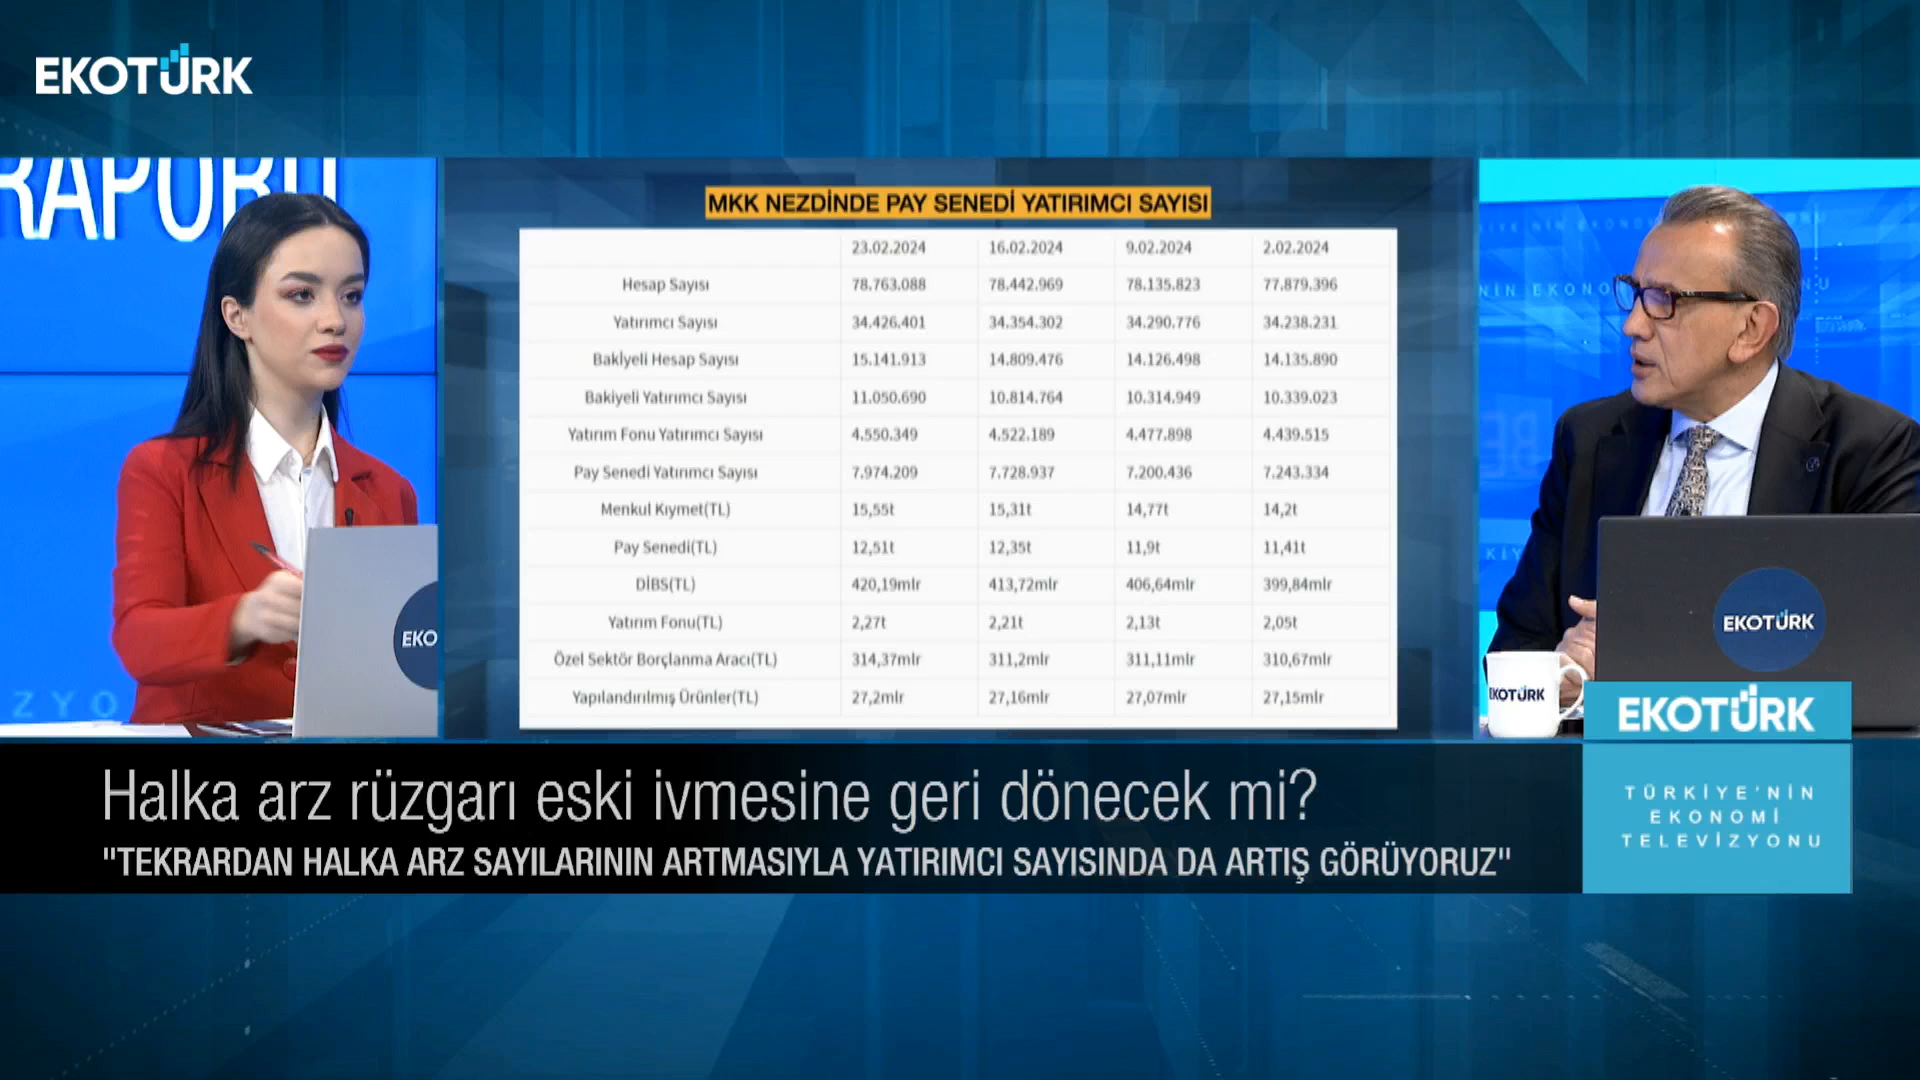 EKOTÜRK
RAPORU
MKK NEZDİNDE PAY SENEDİ YATIRIMCI SAYISI
23.02.2024 16.02.2024 9.02.2024 2.02.2024
Hesap Sayısı 78.763.088 78.442.969 78.135.823 77.879.396
Yatırımcı Sayısı 34.426.401 34.354.302 34.290.776 34.238.231
Bakİyeli Hesap Sayısı 15.141.913 14.809.476 14.126.498 14.135.890
Bakiyeli Yatırımcı Sayısı 11.050.690 10.814.764 10.314.949 10.339.023
Yatırım Fonu Yatırımcı Sayısı 4.550.349 4.522.189 4.477.898 4.439.515
Pay Senedi Yatırımcı Sayısı 7.974.209 7.728.937 7.200.436 7.243.334
Menkul Kıymet(TL) 15,55t 15,31t 14,77t 14,2t
Pay Senedi(TL) 12,51t 12,35t 11,9t 11,41t
DİBS(TL) 420,19mlr 413,72mlr 406,64mlr 399,84mlr
Yatırım Fonu(TL) 2,27t 2,21t 2,13t 2,05t
Özel Sektör Borçlanma Aracı(TL) 314,37mlr 311,2mlr 311,11mlr 310,67mlr
Yapılandırılmış Ürünler(TL) 27,2mlr 27,16mlr 27,07mlr 27,15mlr
EKO
EKOTÜRK
EKOTÜRK
EKOTÜRK
Halka arz rüzgarı eski ivmesine geri dönecek mi?
"TEKRARDAN HALKA ARZ SAYILARININ ARTMASIYLA YATIRIMCI SAYISINDA DA ARTIŞ GÖRÜYORUZ"
TÜRKİYE'NİN
EKONOMİ
TELEVİZYONU